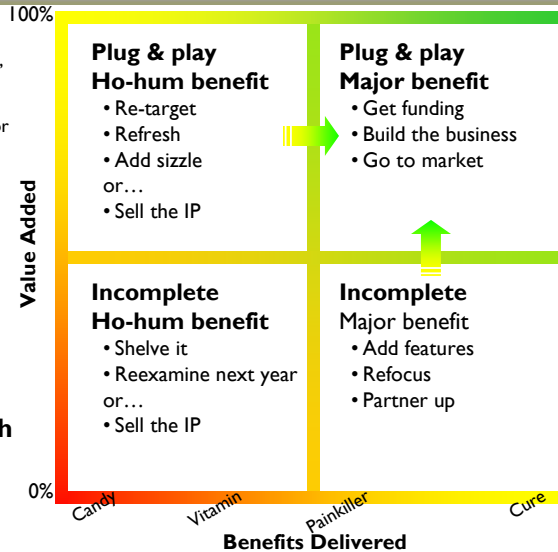 100%
,
or
Plug & play
Ho-hum benefit
• Re-target
• Refresh
• Add sizzle
or…
• Sell the IP
Plug & play
Major benefit
• Get funding
• Build the business
• Go to market
Value Added
Incomplete
Ho-hum benefit
• Shelve it
• Reexamine next year
or…
• Sell the IP
Incomplete
Major benefit
• Add features
• Refocus
• Partner up
h
0%
Candy
Vitamin
Painkiller
Cure
Benefits Delivered